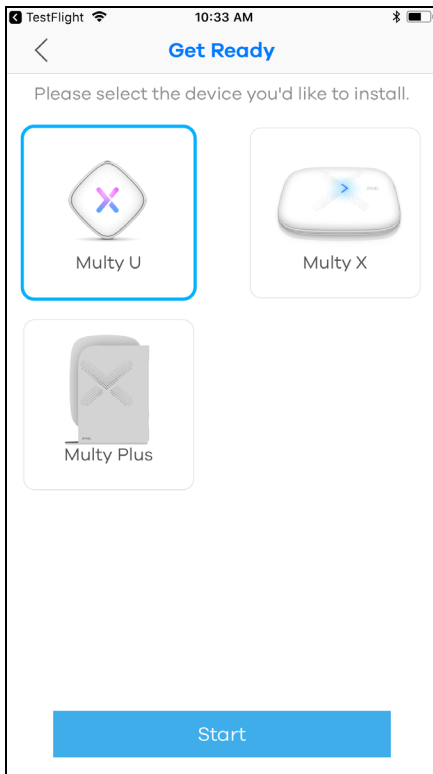 TestFlight 10:33 AM
Get Ready
Please select the device you'd like to install.
Multy U
Multy X
Multy Plus
Start